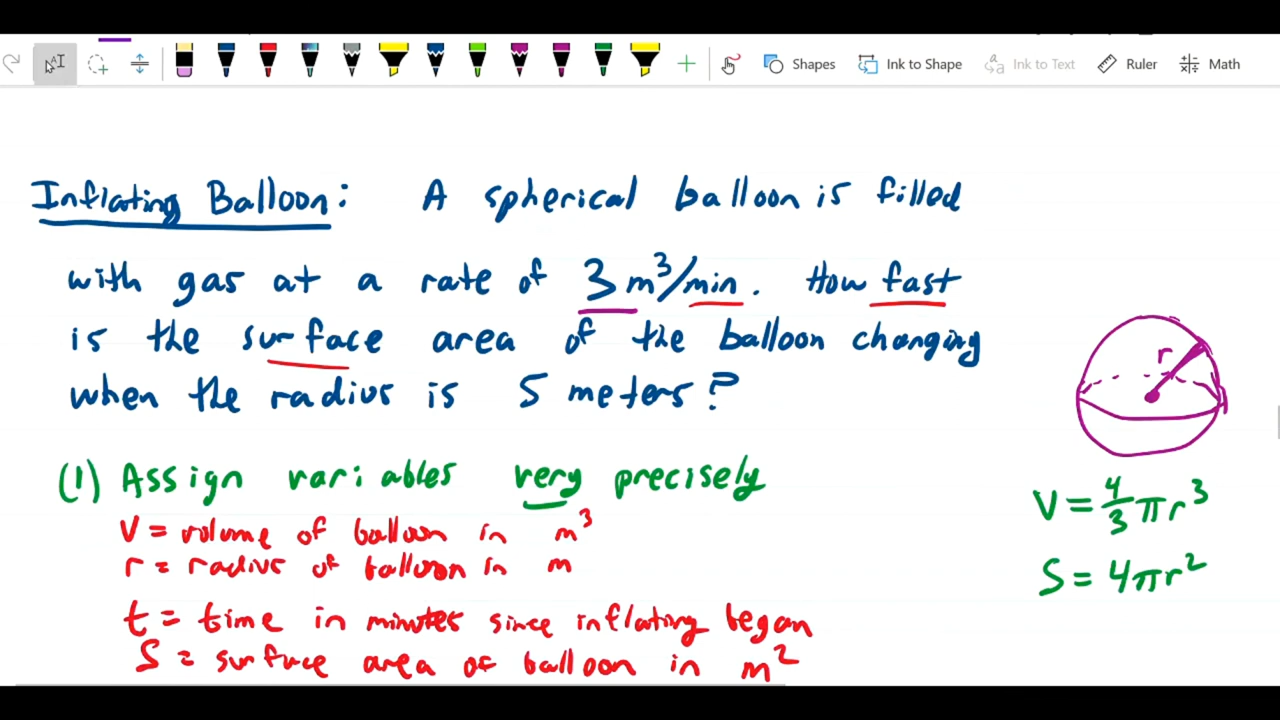 Shapes Ink to Shape Ink to Text Ruler Math
Inflating Balloon: A spherical balloon is filled
with gas at a rate of 3 m³/min. How fast
is the surface area of the balloon changing
when the radius is 5 meters?
r
(1) Assign variables very precisely
V = volume of balloon in m³
r = radius of balloon in m
t = time in minutes since inflating began
S = surface area of balloon in m²
V = 4/3 πr³
S = 4πr²